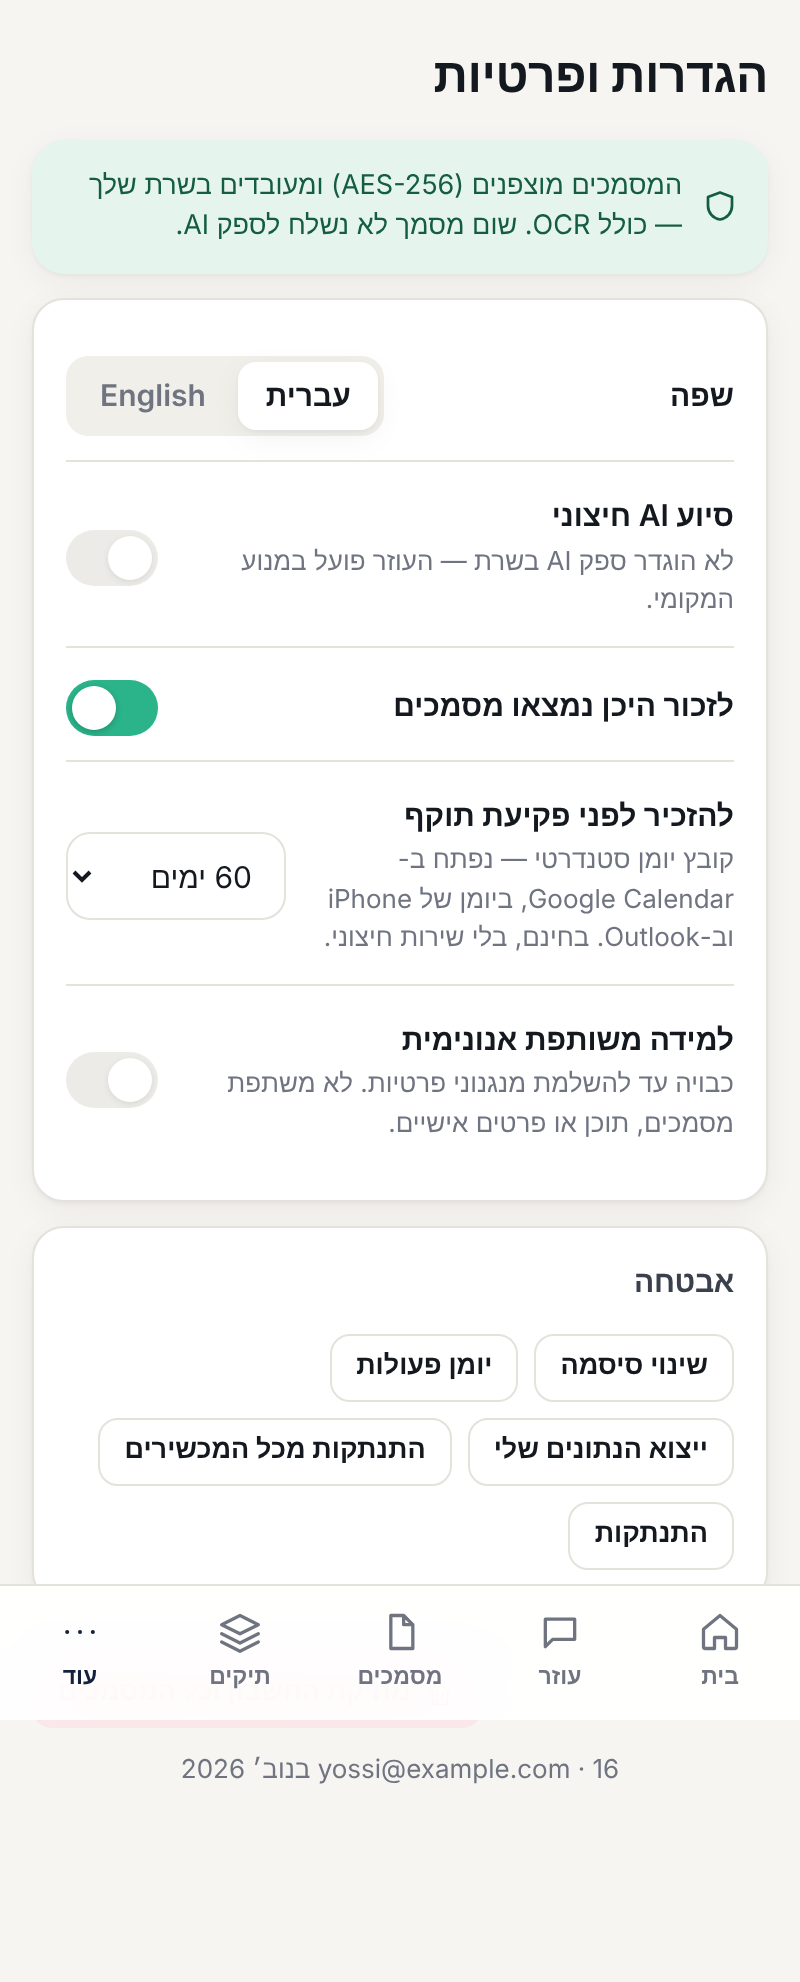 הגדרות ופרטיות
המסמכים מוצפנים (AES-256) ומעובדים בשרת שלך
— כולל OCR. שום מסמך לא נשלח לספק AI.
שפה
עברית
English
סיוע AI חיצוני
לא הוגדר ספק AI בשרת — העוזר פועל במנוע
המקומי.
לזכור היכן נמצאו מסמכים
להזכיר לפני פקיעת תוקף
קובץ יומן סטנדרטי — נפתח ב-
Google Calendar, ביומן של iPhone
וב-Outlook. בחינם, בלי שירות חיצוני.
60 ימים
למידה משותפת אנונימית
כבויה עד להשלמת מנגנוני פרטיות. לא משתפת
מסמכים, תוכן או פרטים אישיים.
אבטחה
שינוי סיסמה
יומן פעולות
ייצוא הנתונים שלי
התנתקות מכל המכשירים
התנתקות
בית
עוזר
מסמכים
תיקים
עוד
yossi@example.com · 16 בנוב׳ 2026